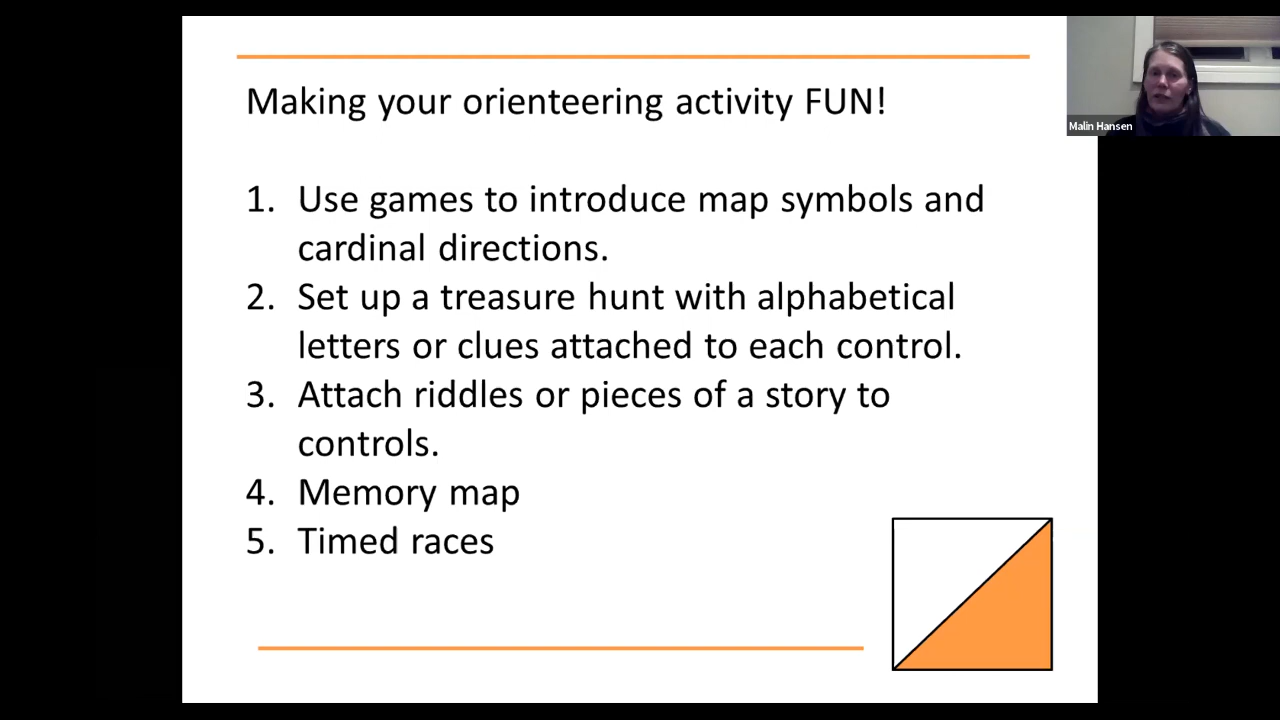 Making your orienteering activity FUN!
1. Use games to introduce map symbols and
cardinal directions.
2. Set up a treasure hunt with alphabetical
letters or clues attached to each control.
3. Attach riddles or pieces of a story to
controls.
4. Memory map
5. Timed races
Malin Hansen